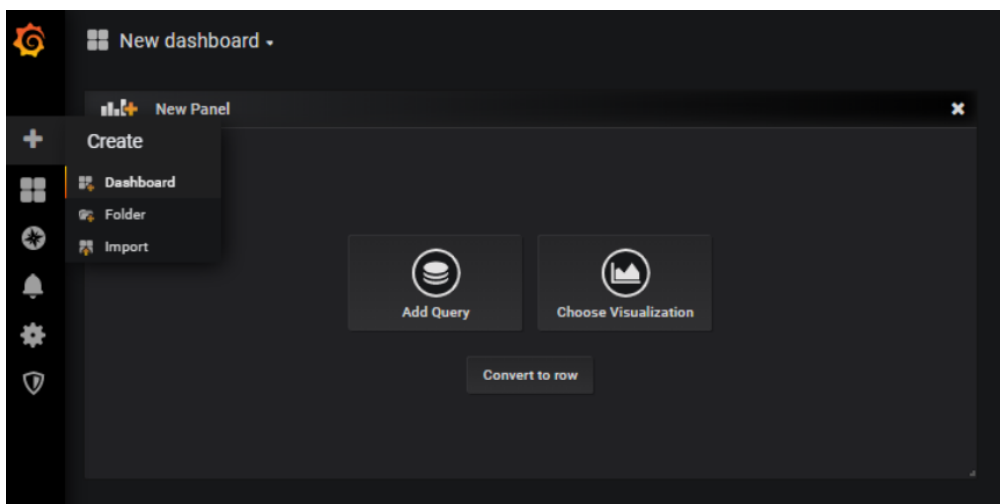 New dashboard
New Panel
Create
Dashboard
Folder
Import
Add Query
Choose Visualization
Convert to row